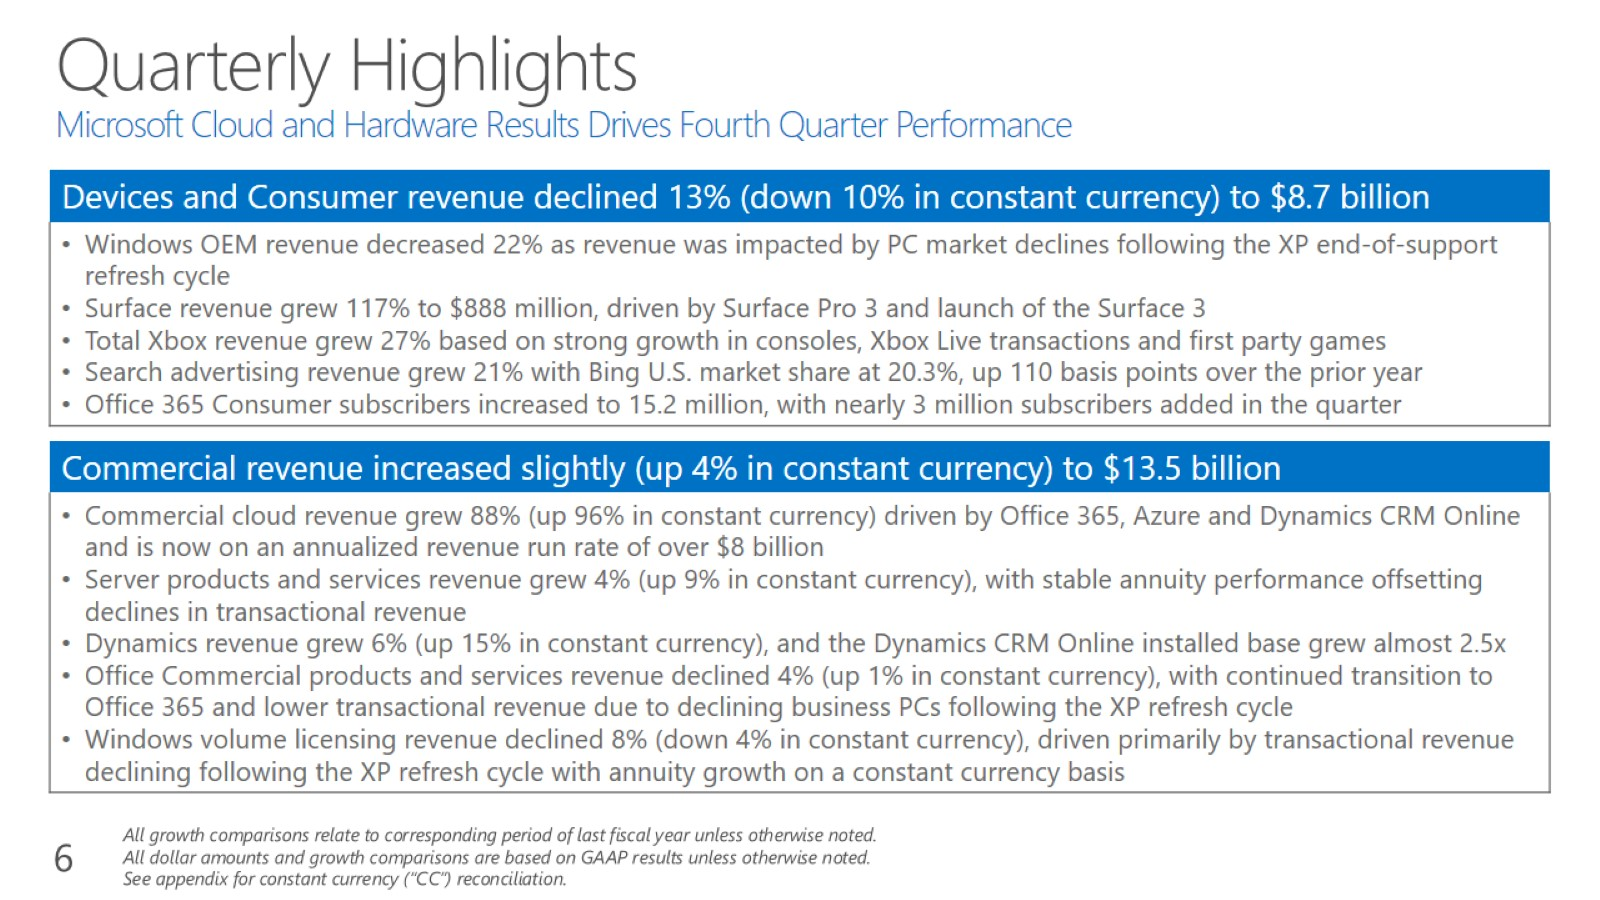 Quarterly Highlights
Microsoft Cloud and Hardware Results Drives Fourth Quarter Performance
Devices and Consumer revenue declined 13% (down 10% in constant currency) to $8.7 billion
• Windows OEM revenue decreased 22% as revenue was impacted by PC market declines following the XP end-of-support
refresh cycle
• Surface revenue grew 117% to $888 million, driven by Surface Pro 3 and launch of the Surface 3
• Total Xbox revenue grew 27% based on strong growth in consoles, Xbox Live transactions and first party games
• Search advertising revenue grew 21% with Bing U.S. market share at 20.3%, up 110 basis points over the prior year
• Office 365 Consumer subscribers increased to 15.2 million, with nearly 3 million subscribers added in the quarter
Commercial revenue increased slightly (up 4% in constant currency) to $13.5 billion
• Commercial cloud revenue grew 88% (up 96% in constant currency) driven by Office 365, Azure and Dynamics CRM Online
and is now on an annualized revenue run rate of over $8 billion
• Server products and services revenue grew 4% (up 9% in constant currency), with stable annuity performance offsetting
declines in transactional revenue
• Dynamics revenue grew 6% (up 15% in constant currency), and the Dynamics CRM Online installed base grew almost 2.5x
• Office Commercial products and services revenue declined 4% (up 1% in constant currency), with continued transition to
Office 365 and lower transactional revenue due to declining business PCs following the XP refresh cycle
• Windows volume licensing revenue declined 8% (down 4% in constant currency), driven primarily by transactional revenue
declining following the XP refresh cycle with annuity growth on a constant currency basis
6
All growth comparisons relate to corresponding period of last fiscal year unless otherwise noted.
All dollar amounts and growth comparisons are based on GAAP results unless otherwise noted.
See appendix for constant currency ("CC") reconciliation.